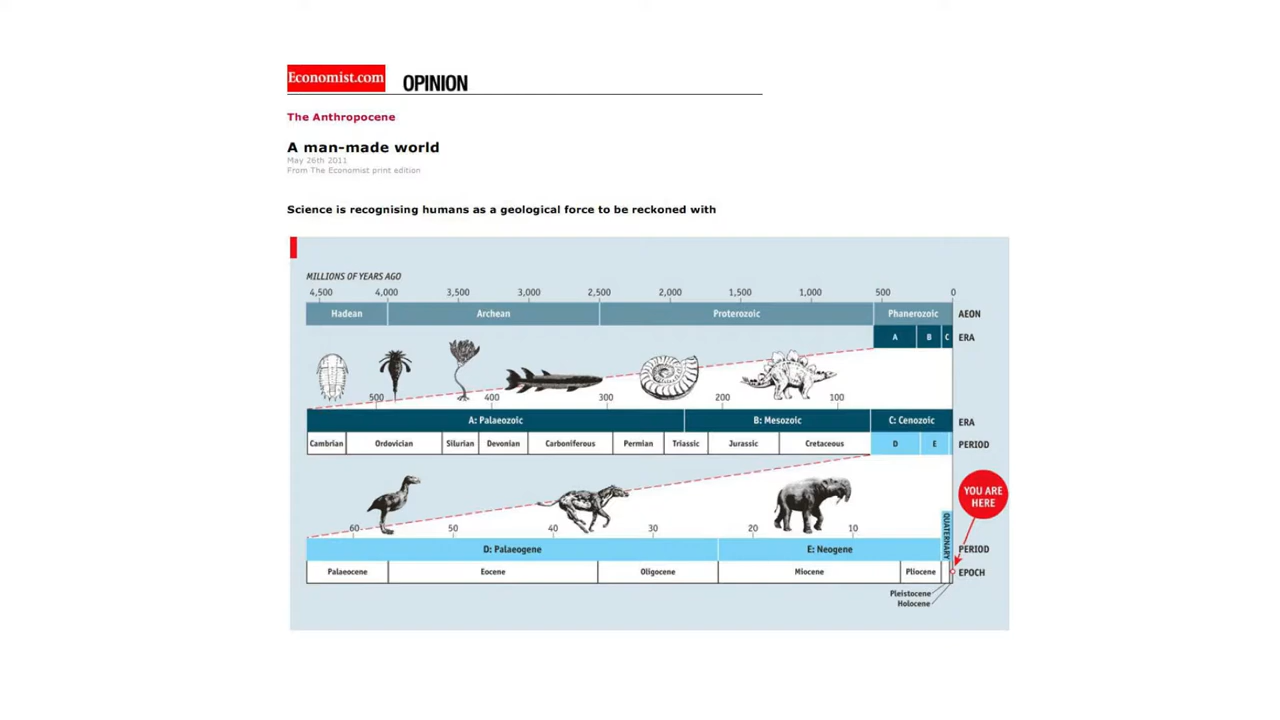 Economist.com OPINION
The Anthropocene
A man-made world
May 26th 2011
From The Economist print edition
Science is recognising humans as a geological force to be reckoned with
MILLIONS OF YEARS AGO
4,500 4,000 3,500 3,000 2,500 2,000 1,500 1,000 500 0
Hadean Archean Proterozoic Phanerozoic AEON
A B C ERA
500 400 300 200 100
A: Palaeozoic B: Mesozoic C: Cenozoic ERA
Cambrian Ordovician Silurian Devonian Carboniferous Permian Triassic Jurassic Cretaceous D E PERIOD
YOU ARE
HERE
60 50 40 30 20 10
QUATERNARY
D: Palaeogene E: Neogene PERIOD
Palaeocene Eocene Oligocene Miocene Pliocene EPOCH
Pleistocene
Holocene